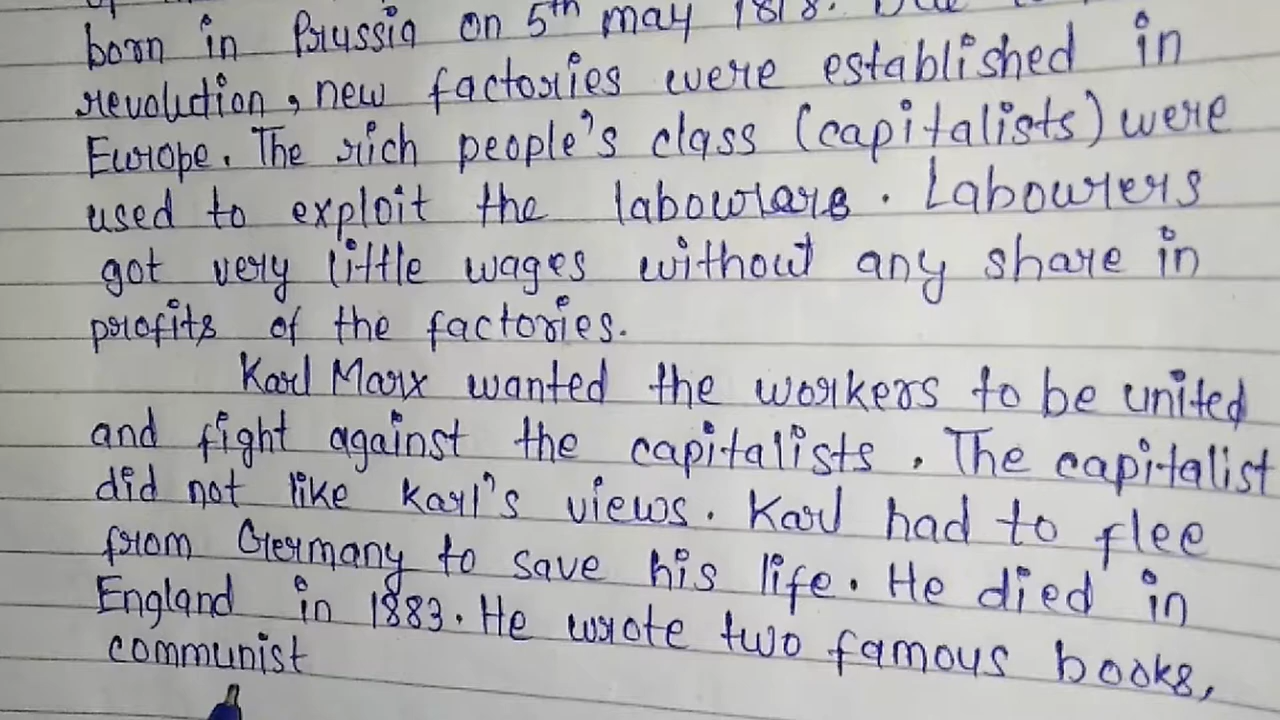 born in Prussia on 5th may 1818. Due
revolution, new factories were established in
Europe. The rich people's class (capitalists) were
used to exploit the labourars. Labourers
got very little wages without any share in
profits of the factories.
Karl Marx wanted the workers to be united
and fight against the capitalists. The capitalist
did not like Karl's views. Karl had to flee
from Germany to save his life. He died in
England in 1883. He wrote two famous books,
communist